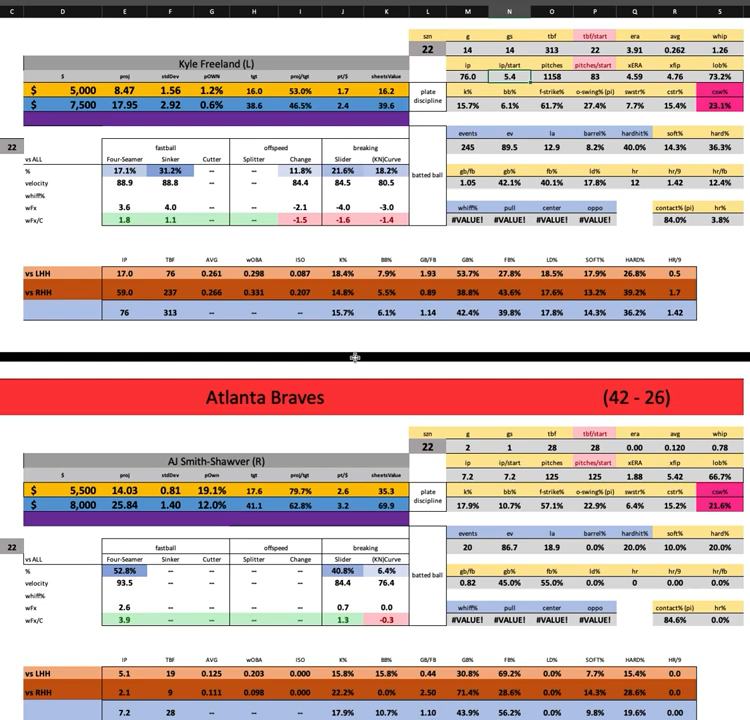 C D E F G H I J K L M N O P Q R S
szn g gs tbf tbf/start era avg whip
22 14 14 313 22 3.91 0.262 1.26
Kyle Freeland (L) ip ip/start pitches pitches/start xERA xfip lob%
$ proj stdDev pOWN tgt proj/tgt pt/$ sheetsValue 76.0 5.4 1158 83 4.59 4.76 73.2%
$ 5,000 8.47 1.56 1.2% 16.0 53.0% 1.7 16.2 plate discipline k% bb% f-strike% o-swing% (pi) swstr% cstr% csw%
$ 7,500 17.95 2.92 0.6% 38.6 46.5% 2.4 39.6 15.7% 6.1% 61.7% 27.4% 7.7% 15.4% 23.1%
events ev la barrel% hardhit% soft% hard%
22 fastball offspeed breaking 245 89.5 12.9 8.2% 40.0% 14.3% 36.3%
vs ALL Four-Seamer Sinker Cutter Splitter Change Slider (KN)Curve
% 17.1% 31.2% -- -- 11.8% 21.6% 18.2% batted ball gb/fb gb% fb% ld% hr hr/9 hr/fb
velocity 88.9 88.8 -- -- 84.4 84.5 80.5 1.05 42.1% 40.1% 17.8% 12 1.42 12.4%
whiff%
wFx 3.6 4.0 -- -- -2.1 -4.0 -3.0 whiff% pull center oppo contact% (pi) hr%
wFx/C 1.8 1.1 -- -- -1.5 -1.6 -1.4 #VALUE! #VALUE! #VALUE! #VALUE! 84.0% 3.8%
IP TBF AVG wOBA ISO K% BB% GB/FB GB% FB% LD% SOFT% HARD% HR/9
vs LHH 17.0 76 0.261 0.298 0.087 18.4% 7.9% 1.93 53.7% 27.8% 18.5% 17.9% 26.8% 0.5
vs RHH 59.0 237 0.266 0.331 0.207 14.8% 5.5% 0.89 38.8% 43.6% 17.6% 13.2% 39.2% 1.7
76 313 -- -- -- 15.7% 6.1% 1.14 42.4% 39.8% 17.8% 14.3% 36.2% 1.42
Atlanta Braves (42 - 26)
szn g gs tbf tbf/start era avg whip
22 2 1 28 28 0.00 0.120 0.78
AJ Smith-Shawver (R) ip ip/start pitches pitches/start xERA xfip lob%
$ proj stdDev pOwn tgt proj/tgt pt/$ sheetsValue 7.2 7.2 125 125 1.88 5.42 66.7%
$ 5,500 14.03 0.81 19.1% 17.6 79.7% 2.6 35.3 plate discipline k% bb% f-strike% o-swing% (pi) swstr% cstr% csw%
$ 8,000 25.84 1.40 12.0% 41.1 62.8% 3.2 69.9 17.9% 10.7% 57.1% 22.9% 6.4% 15.2% 21.6%
events ev la barrel% hardhit% soft% hard%
22 fastball offspeed breaking 20 86.7 18.9 0.0% 20.0% 10.0% 20.0%
vs ALL Four-Seamer Sinker Cutter Splitter Change Slider (KN)Curve
% 52.8% -- -- -- -- 40.8% 6.4% batted ball gb/fb gb% fb% ld% hr hr/9 hr/fb
velocity 93.5 -- -- -- -- 84.4 76.4 0.82 45.0% 55.0% 0.0% 0 0.00 0.0%
whiff%
wFx 2.6 -- -- -- -- 0.7 0.0 whiff% pull center oppo contact% (pi) hr%
wFx/C 3.9 -- -- -- -- 1.3 -0.3 #VALUE! #VALUE! #VALUE! #VALUE! 84.6% 0.0%
IP TBF AVG wOBA ISO K% BB% GB/FB GB% FB% LD% SOFT% HARD% HR/9
vs LHH 5.1 19 0.125 0.203 0.000 15.8% 15.8% 0.44 30.8% 69.2% 0.0% 7.7% 15.4% 0.0
vs RHH 2.1 9 0.111 0.098 0.000 22.2% 0.0% 2.50 71.4% 28.6% 0.0% 14.3% 28.6% 0.0
7.2 28 -- -- -- 17.9% 10.7% 1.10 43.9% 56.2% 0.0% 9.8% 19.6% 0.00